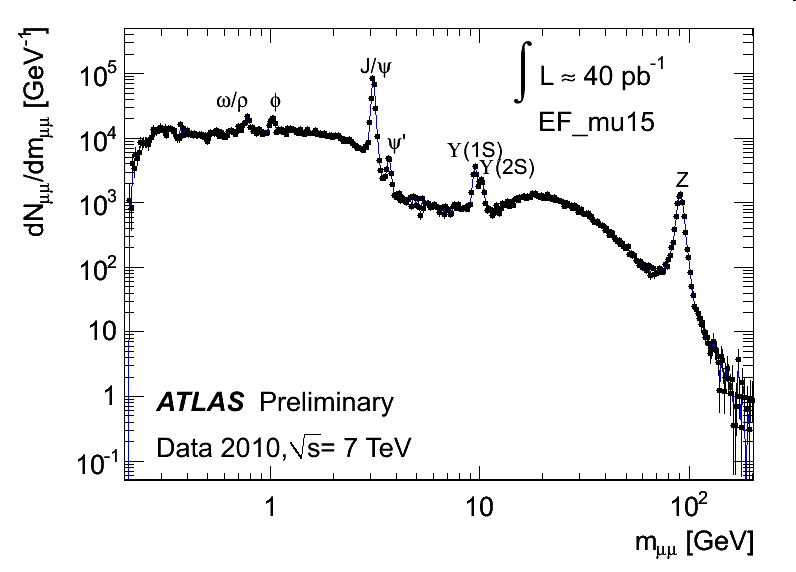 dN_μμ/dm_μμ [GeV⁻¹]
10⁵
10⁴
10³
10²
10
1
10⁻¹
ω/ρ
ϕ
J/ψ
ψ'
Υ(1S)
Υ(2S)
Z
∫ L ≈ 40 pb⁻¹
EF_mu15
ATLAS Preliminary
Data 2010, √s = 7 TeV
1
10
10²
m_μμ [GeV]